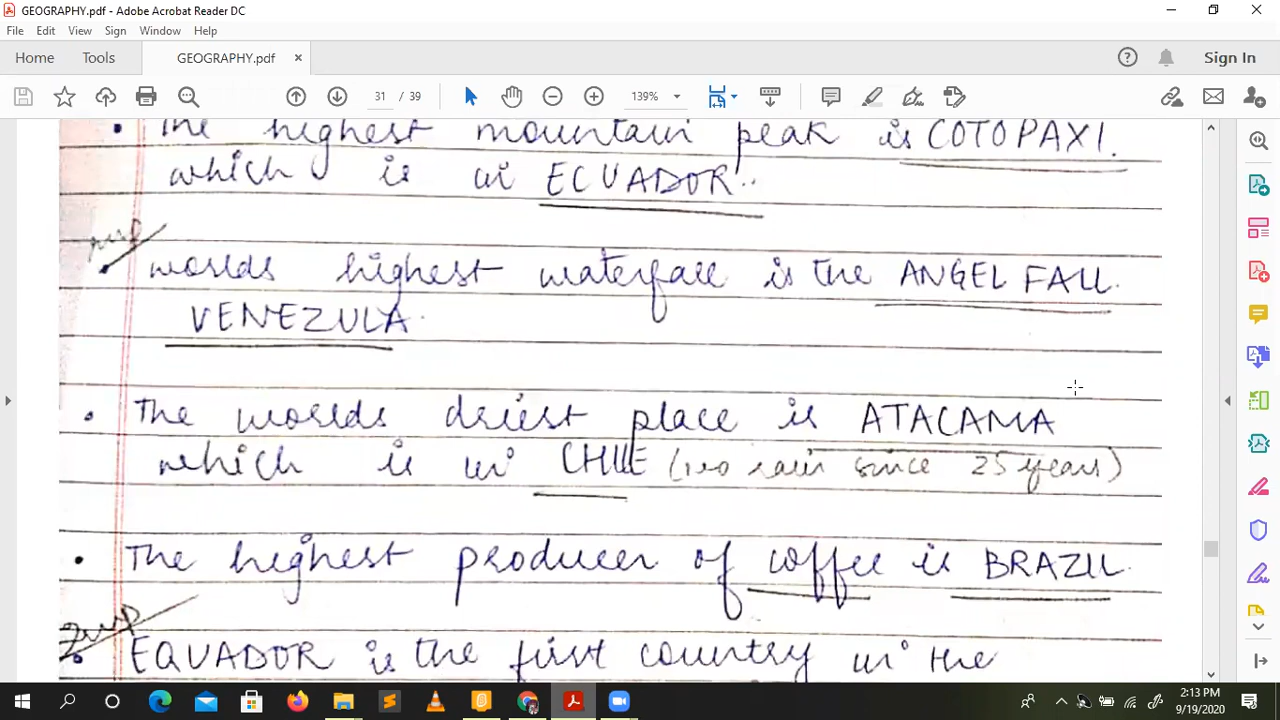 GEOGRAPHY.pdf - Adobe Acrobat Reader DC
File Edit View Sign Window Help
Home Tools GEOGRAPHY.pdf × Sign In
31 / 39 139%
• The highest mountain peak is COTOPAXI.
which is in ECUADOR..
imp
• worlds highest waterfall is the ANGEL FALL.
VENEZULA.
• The worlds driest place is ATACAMA
which is in CHILE (no rain since 25 years)
• The highest producer of coffee is BRAZIL.
imp
• EQUADOR is the first country in the
2:13 PM
9/19/2020